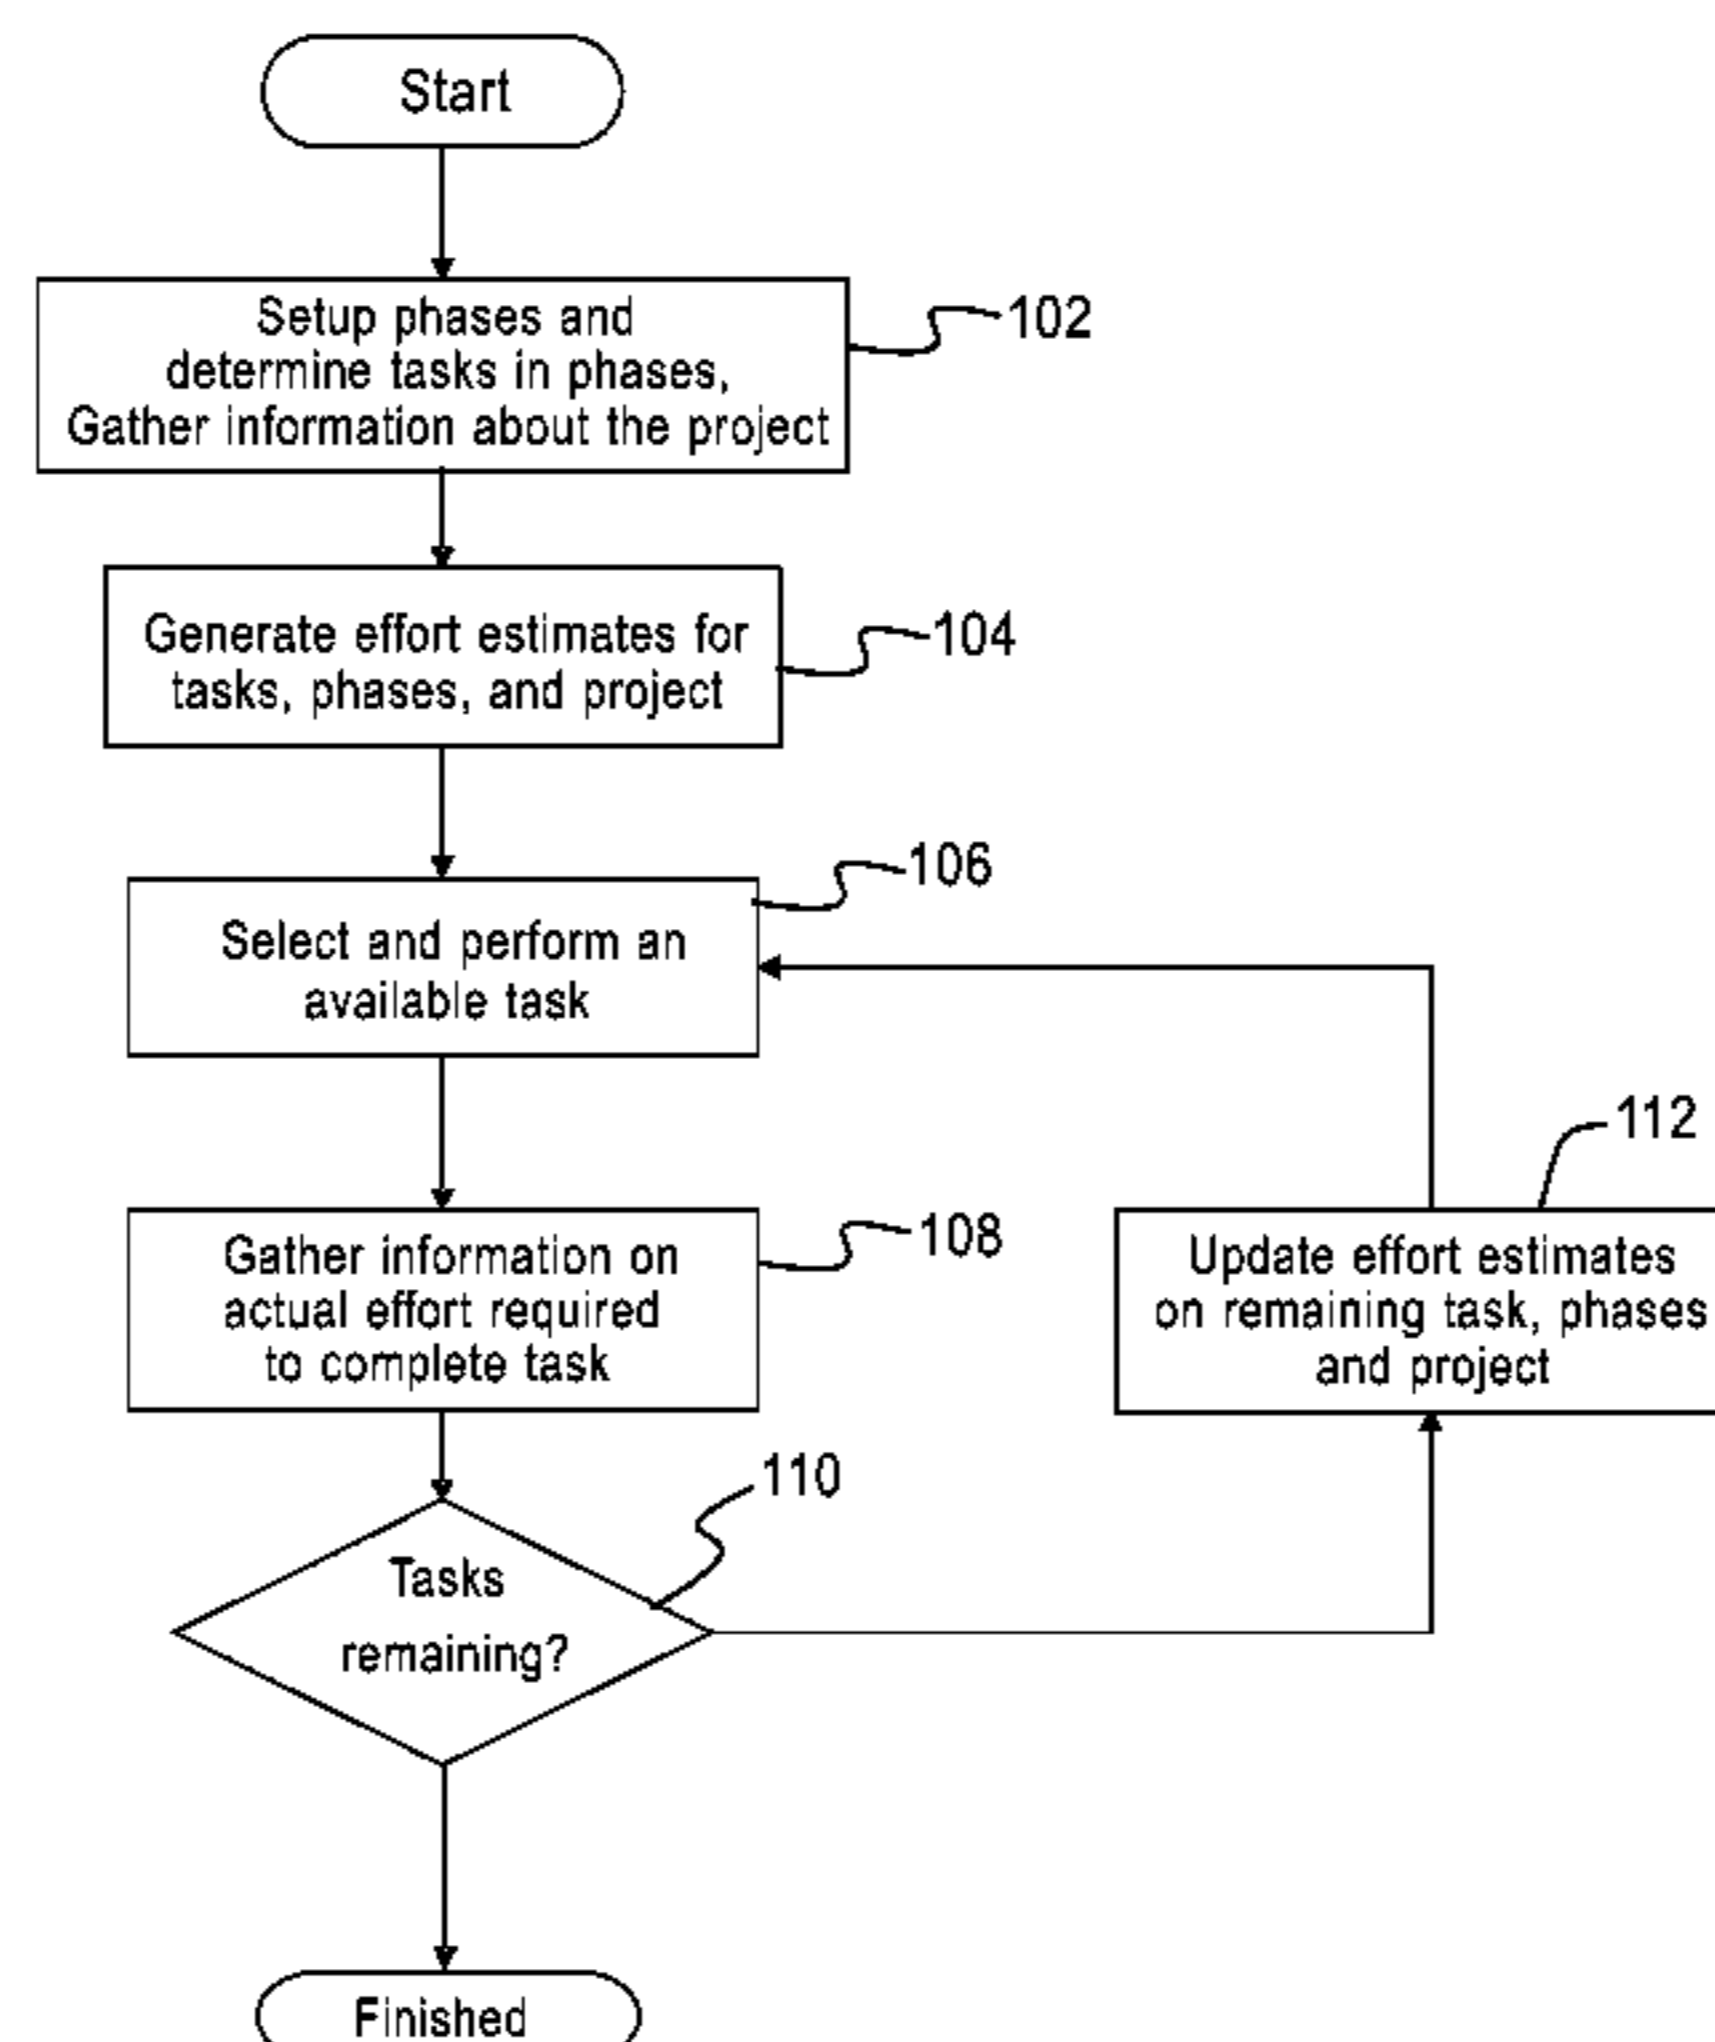 Start
Setup phases and
determine tasks in phases,
Gather information about the project
102
Generate effort estimates for
tasks, phases, and project
104
106
Select and perform an
available task
112
Gather information on
actual effort required
to complete task
108
Update effort estimates
on remaining task, phases
and project
110
Tasks
remaining?
Finished